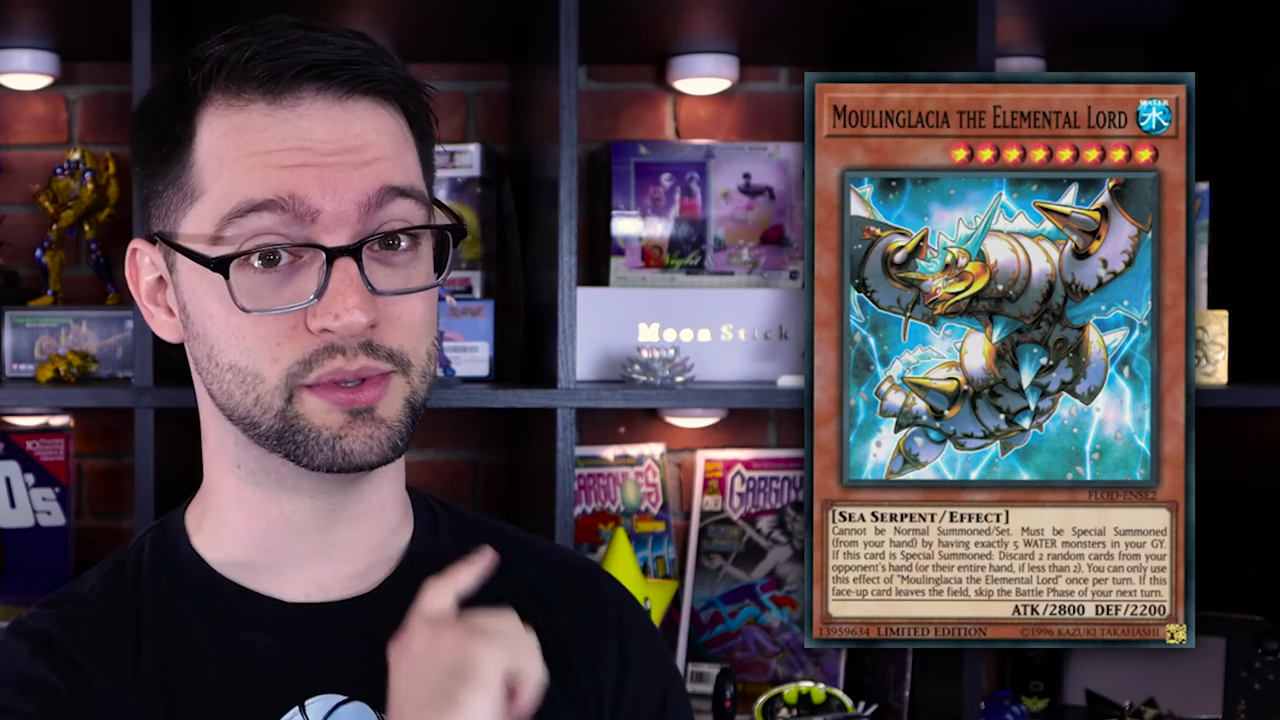 MOULINGLACIA THE ELEMENTAL LORD
WATER
水
FLOD-ENSE2
[SEA SERPENT/EFFECT]
Cannot be Normal Summoned/Set. Must be Special Summoned
(from your hand) by having exactly 5 WATER monsters in your GY.
If this card is Special Summoned: Discard 2 random cards from your
opponent's hand (or their entire hand, if less than 2). You can only use
this effect of "Moulinglacia the Elemental Lord" once per turn. If this
face-up card leaves the field, skip the Battle Phase of your next turn.
ATK/2800 DEF/2200
13959634 LIMITED EDITION ©1996 KAZUKI TAKAHASHI
Moon Stick
GARGOYLES
GARGOY
0's